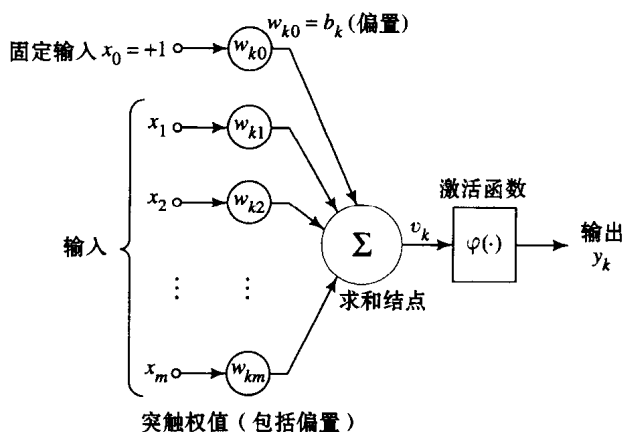 w_{k0} = b_k (偏置)
固定输入 x_0 = +1
w_{k0}
x_1
w_{k1}
x_2
w_{k2}
激活函数
输入
Σ
v_k
φ(·)
输出
y_k
求和结点
x_m
w_{km}
突触权值（包括偏置）